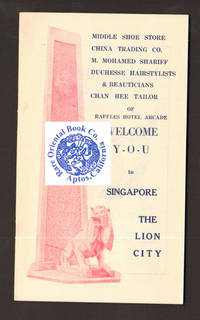 MIDDLE SHOE STORE
CHINA TRADING CO.
M. MOHAMED SHARIFF
DUCHESSE HAIRSTYLISTS
& BEAUTICIANS
CHAN HEE TAILOR
OF
RAFFLES HOTEL ARCADE
WELCOME
Y-O-U
to
SINGAPORE
THE
LION
CITY
Rare Oriental Book Co.
Aptos, California